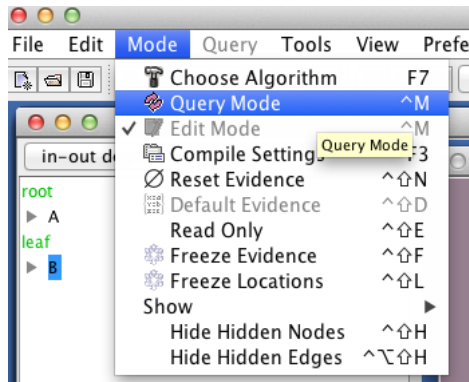 File Edit Mode Query Tools View Prefe
Choose Algorithm F7
Query Mode ^M
✓ Edit Mode ^M
Query Mode
in-out de
Compile Settings F3
root
Reset Evidence ^⇧N
A
Default Evidence ^⇧D
leaf
Read Only ^⇧E
B
Freeze Evidence ^⇧F
Freeze Locations ^⇧L
Show ▶
Hide Hidden Nodes ^⇧H
Hide Hidden Edges ^⌥⇧H